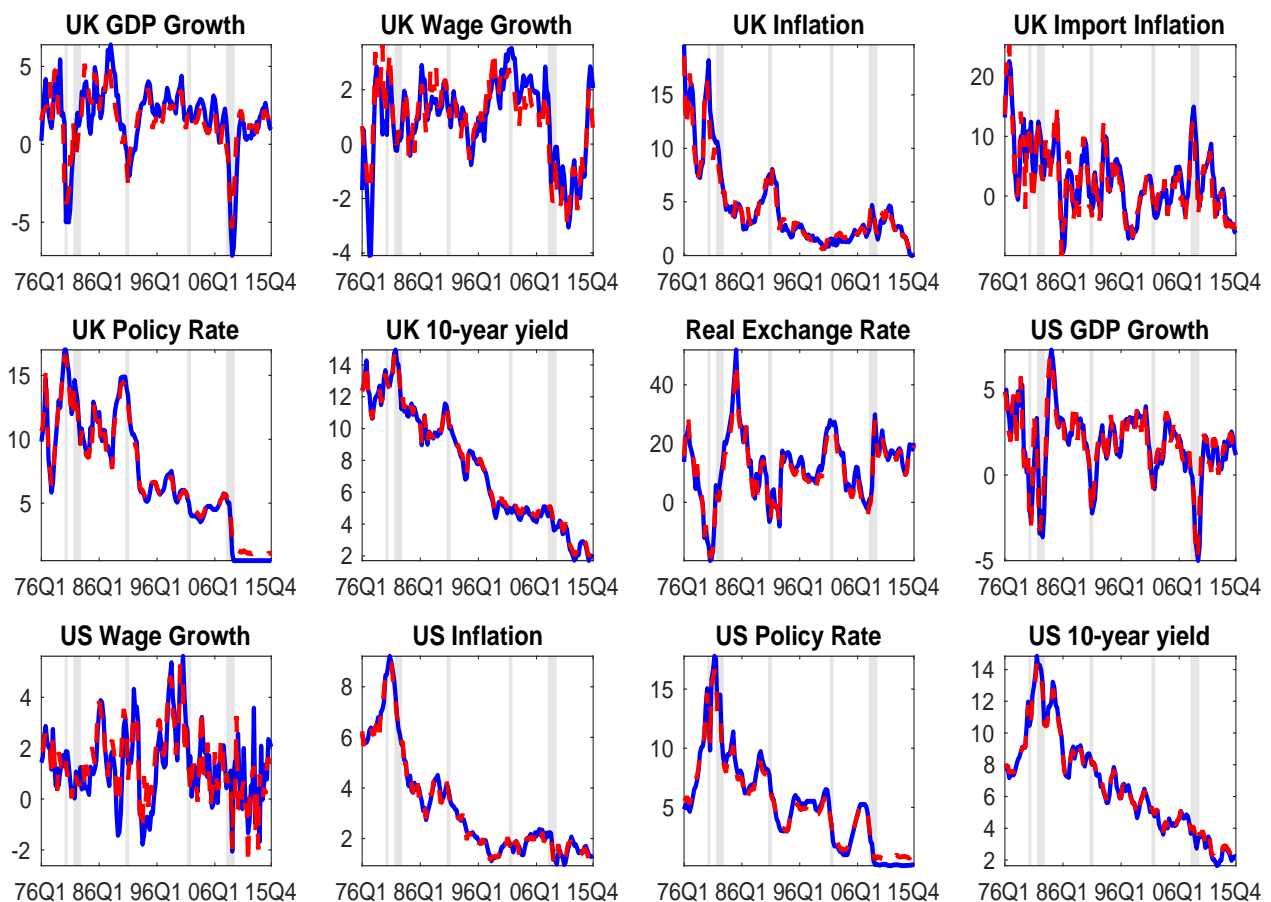 UK GDP Growth
UK Wage Growth
UK Inflation
UK Import Inflation
5
0
-5
76Q1 86Q1 96Q1 06Q1 15Q4
2
0
-2
-4
76Q1 86Q1 96Q1 06Q1 15Q4
15
10
5
0
76Q1 86Q1 96Q1 06Q1 15Q4
20
10
0
76Q1 86Q1 96Q1 06Q1 15Q4
UK Policy Rate
UK 10-year yield
Real Exchange Rate
US GDP Growth
15
10
5
76Q1 86Q1 96Q1 06Q1 15Q4
14
12
10
8
6
4
2
76Q1 86Q1 96Q1 06Q1 15Q4
40
20
0
76Q1 86Q1 96Q1 06Q1 15Q4
5
0
-5
76Q1 86Q1 96Q1 06Q1 15Q4
US Wage Growth
US Inflation
US Policy Rate
US 10-year yield
4
2
0
-2
76Q1 86Q1 96Q1 06Q1 15Q4
8
6
4
2
76Q1 86Q1 96Q1 06Q1 15Q4
15
10
5
76Q1 86Q1 96Q1 06Q1 15Q4
14
12
10
8
6
4
2
76Q1 86Q1 96Q1 06Q1 15Q4